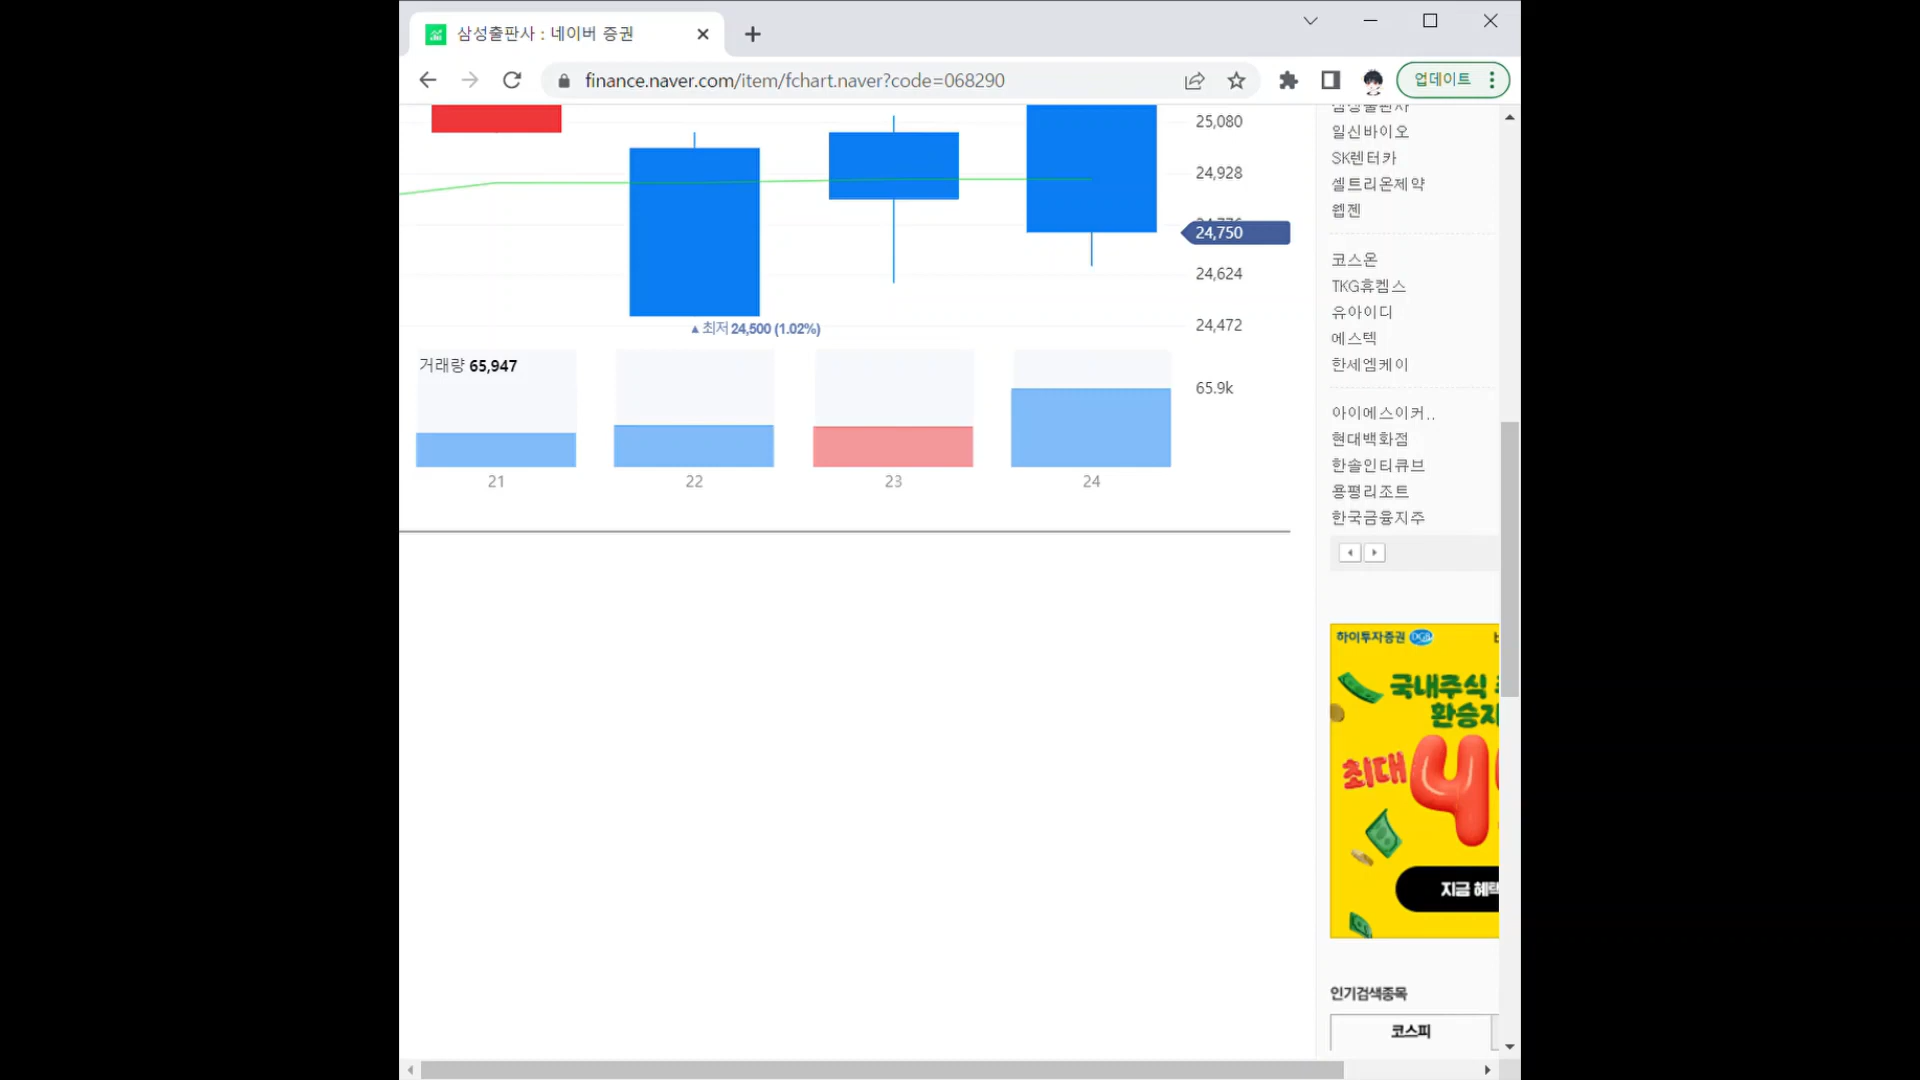 삼성출판사 : 네이버 증권
finance.naver.com/item/fchart.naver?code=068290
업데이트
25,080
24,928
24,750
24,624
24,472
▲최저 24,500 (1.02%)
거래량 65,947
65.9k
21 22 23 24
삼성출판사
일신바이오
SK렌터카
셀트리온제약
웹젠
코스온
TKG휴켐스
유아이디
에스텍
한세엠케이
아이에스이커..
현대백화점
한솔인티큐브
용평리조트
한국금융지주
하이투자증권 DGB
국내주식
환승지
최대 4
지금 혜택
인기검색종목
코스피